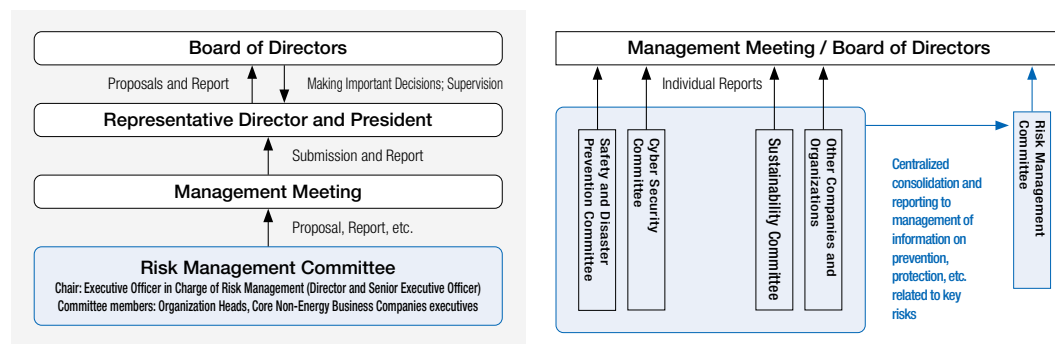 Board of Directors
Proposals and Report
Making Important Decisions; Supervision
Representative Director and President
Submission and Report
Management Meeting
Proposal, Report, etc.
Risk Management Committee
Chair: Executive Officer in Charge of Risk Management (Director and Senior Executive Officer)
Committee members: Organization Heads, Core Non-Energy Business Companies executives
Management Meeting / Board of Directors
Individual Reports
Safety and Disaster
Prevention Committee
Cyber Security
Committee
Sustainability Committee
Other Companies and
Organizations
Centralized
consolidation and
reporting to
management of
information on
prevention,
protection, etc.
related to key
risks
Risk Management
Committee